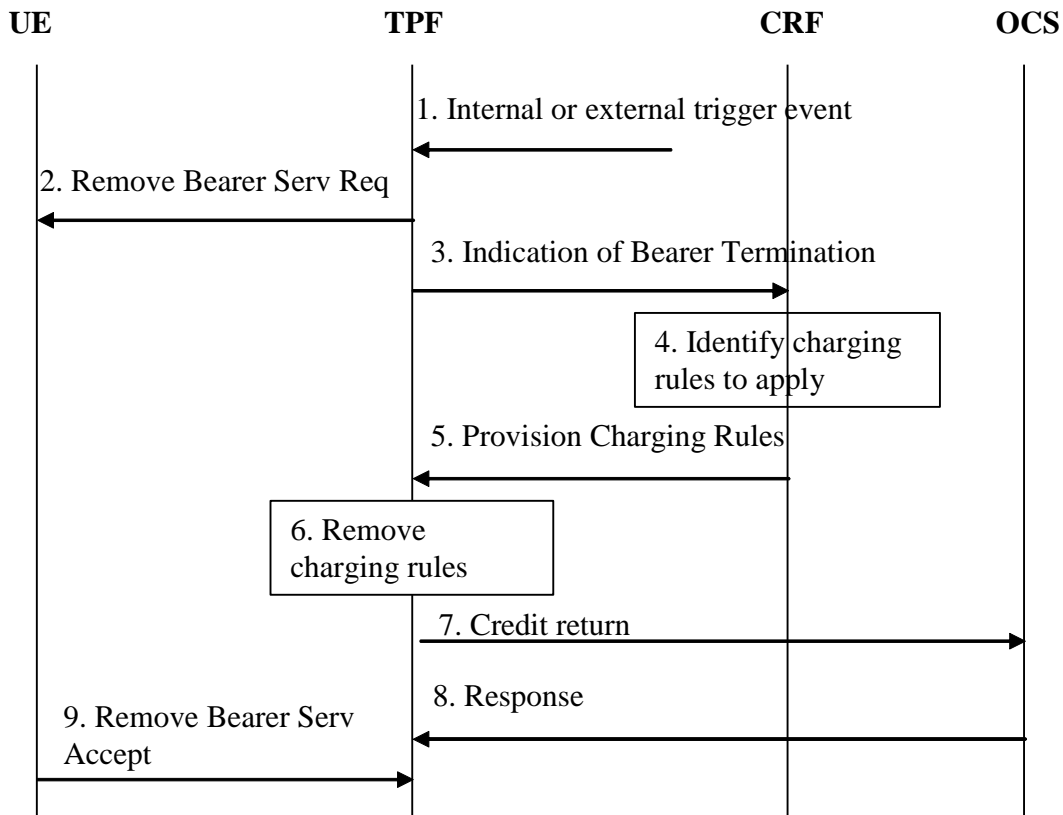 UE TPF CRF OCS
1. Internal or external trigger event
2. Remove Bearer Serv Req
3. Indication of Bearer Termination
4. Identify charging
rules to apply
5. Provision Charging Rules
6. Remove
charging rules
7. Credit return
8. Response
9. Remove Bearer Serv
Accept